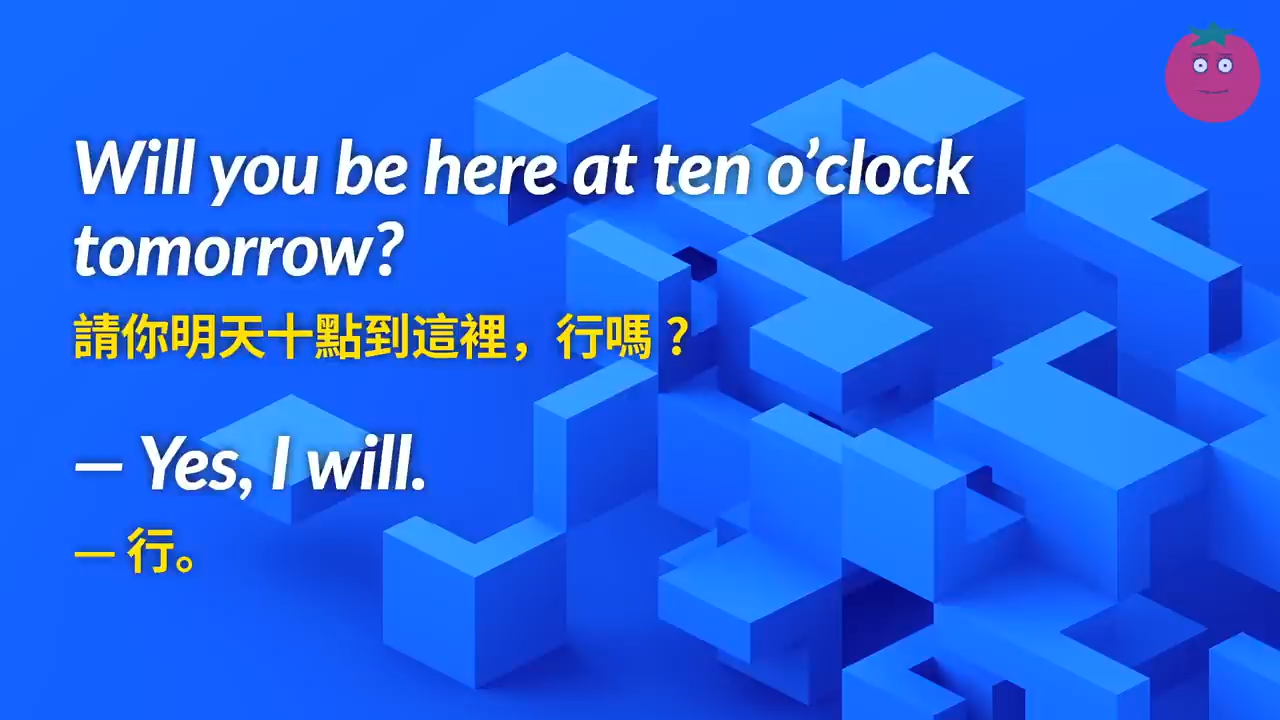 Will you be here at ten o’clock
tomorrow?
請你明天十點到這裡，行嗎？
— Yes, I will.
— 行。